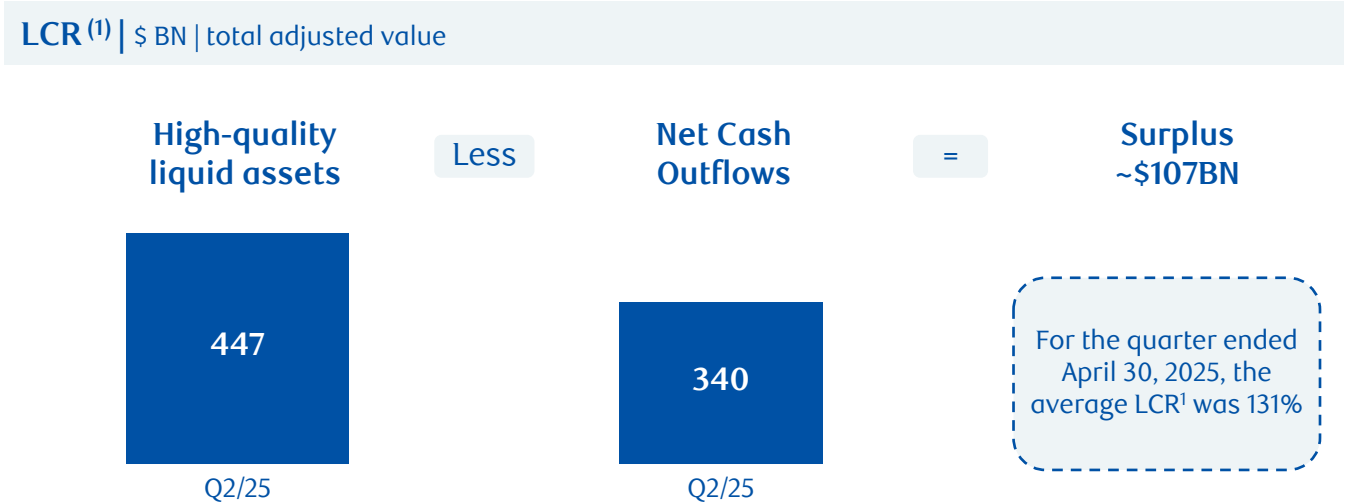 LCR (1) | $ BN | total adjusted value
High-quality
liquid assets
Less
Net Cash
Outflows
=
Surplus
~$107BN
447
340
For the quarter ended
April 30, 2025, the
average LCR¹ was 131%
Q2/25
Q2/25